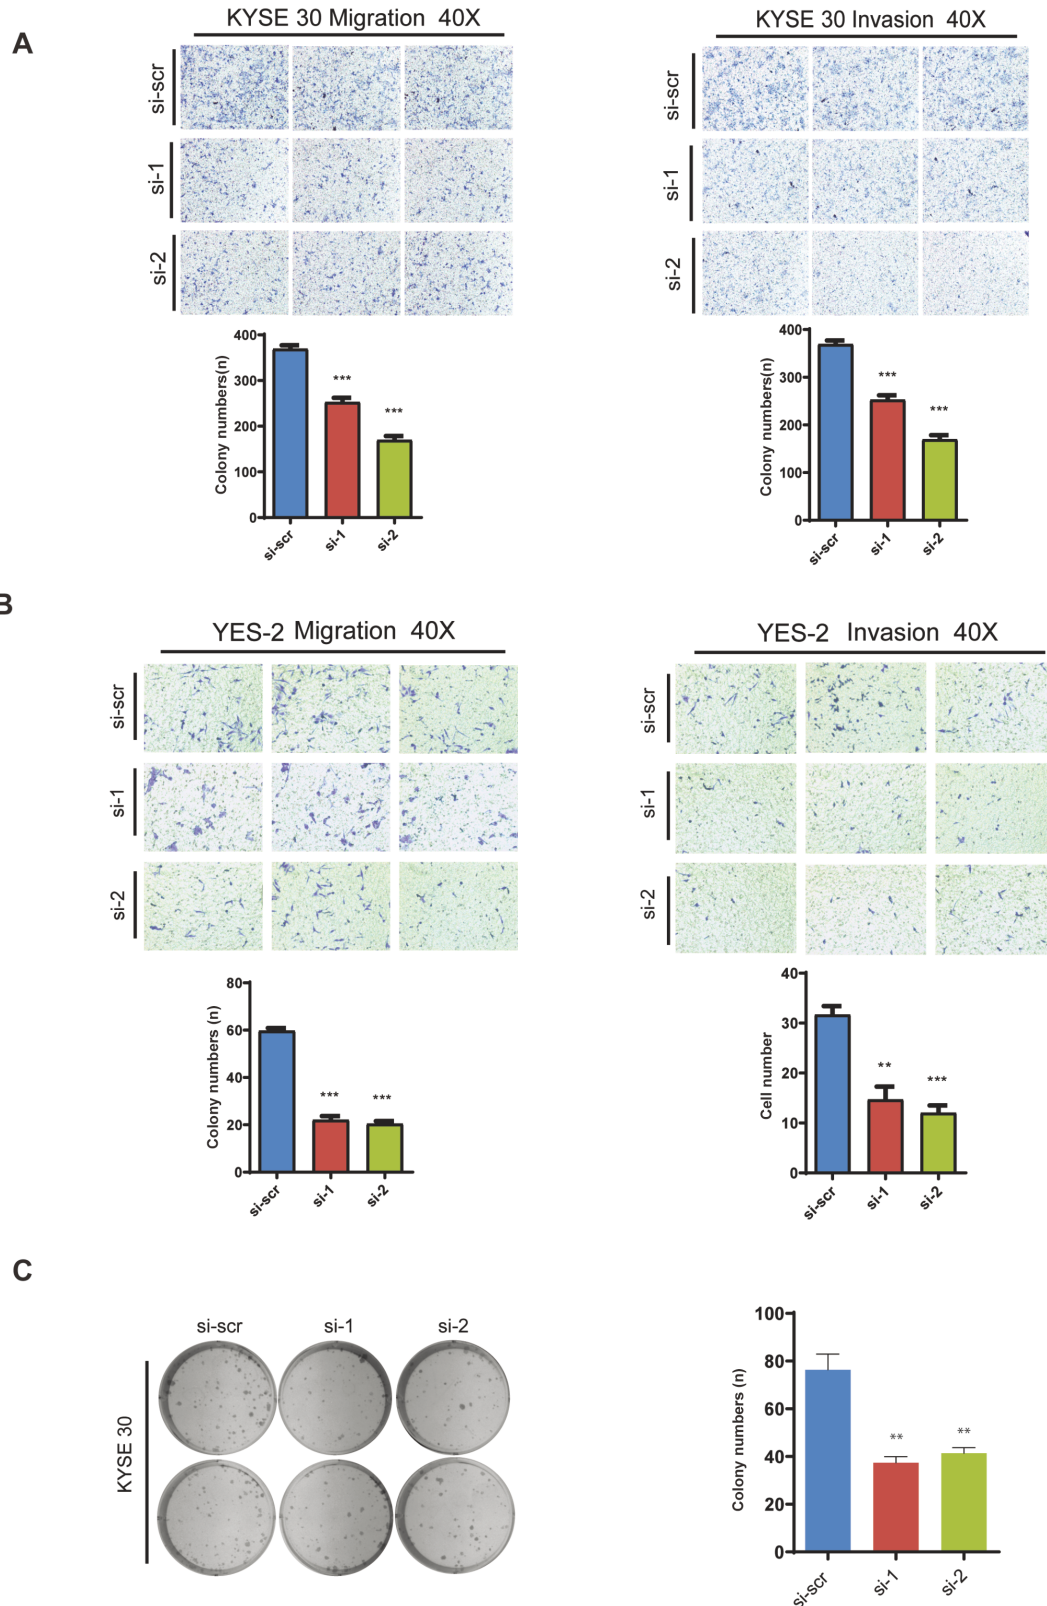 A
KYSE 30 Migration 40X
KYSE 30 Invasion 40X
si-scr
si-1
si-2
si-scr
si-1
si-2
Colony numbers(n)
400
300
200
100
0
***
***
si-scr
si-1
si-2
Colony numbers(n)
400
300
200
100
0
***
***
si-scr
si-1
si-2
B
YES-2 Migration 40X
YES-2 Invasion 40X
si-scr
si-1
si-2
si-scr
si-1
si-2
Colony numbers (n)
80
60
40
20
0
***
***
si-scr
si-1
si-2
Cell number
40
30
20
10
0
**
***
si-scr
si-1
si-2
C
si-scr
si-1
si-2
KYSE 30
Colony numbers (n)
100
80
60
40
20
0
**
**
si-scr
si-1
si-2